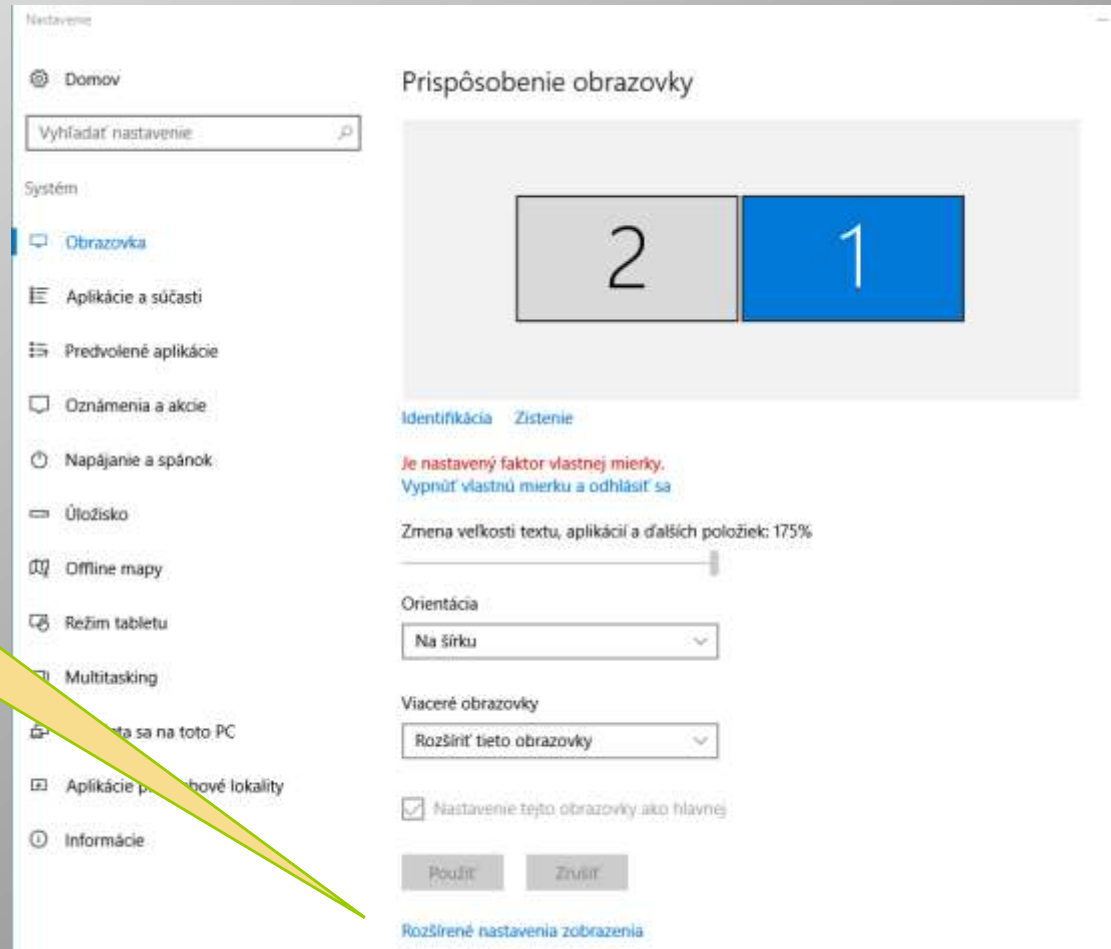 Nastavenie
Domov
Vyhľadať nastavenie
Systém
Obrazovka
Aplikácie a súčasti
Predvolené aplikácie
Oznámenia a akcie
Napájanie a spánok
Úložisko
Offline mapy
Režim tabletu
Multitasking
sa na toto PC
Aplikácie lokality
Informácie
Prispôsobenie obrazovky
2 1
Identifikácia Zistenie
Je nastavený faktor vlastnej mierky.
Vypnúť vlastnú mierku a odhlásiť sa
Zmena veľkosti textu, aplikácií a ďalších položiek: 175%
Orientácia
Na šírku
Viaceré obrazovky
Rozšíriť tieto obrazovky
Nastavenie tejto obrazovky ako hlavnej
Použiť Zrušiť
Rozšírené nastavenia zobrazenia